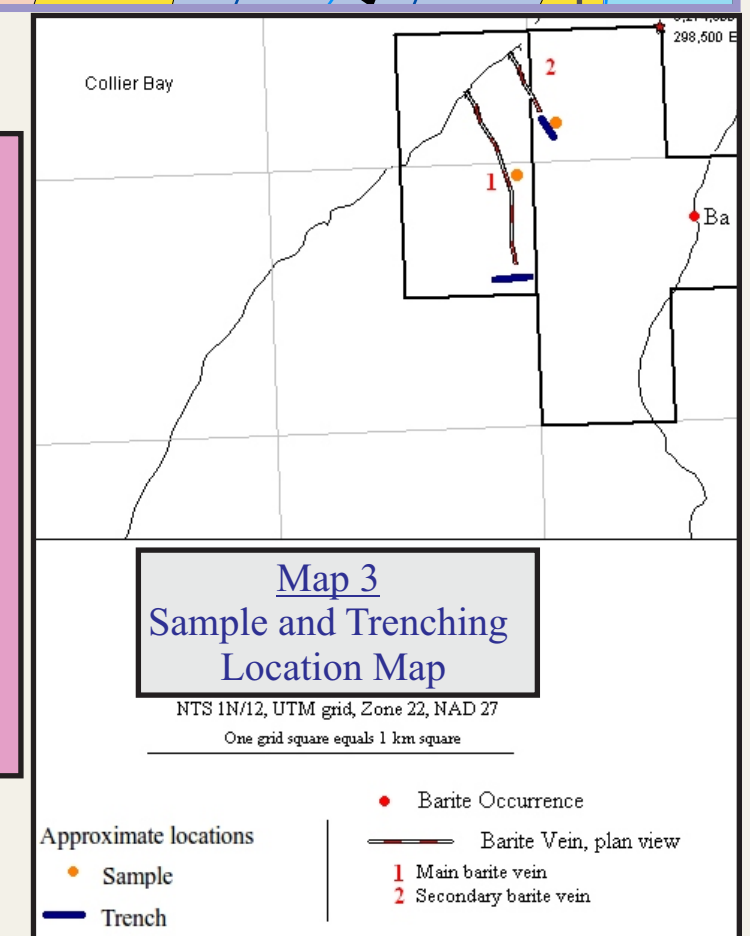 298,500 E
Collier Bay
2
1
Ba
Map 3
Sample and Trenching
Location Map
NTS 1N/12, UTM grid, Zone 22, NAD 27
One grid square equals 1 km square
Approximate locations
Sample
Trench
Barite Occurrence
Barite Vein, plan view
1 Main barite vein
2 Secondary barite vein